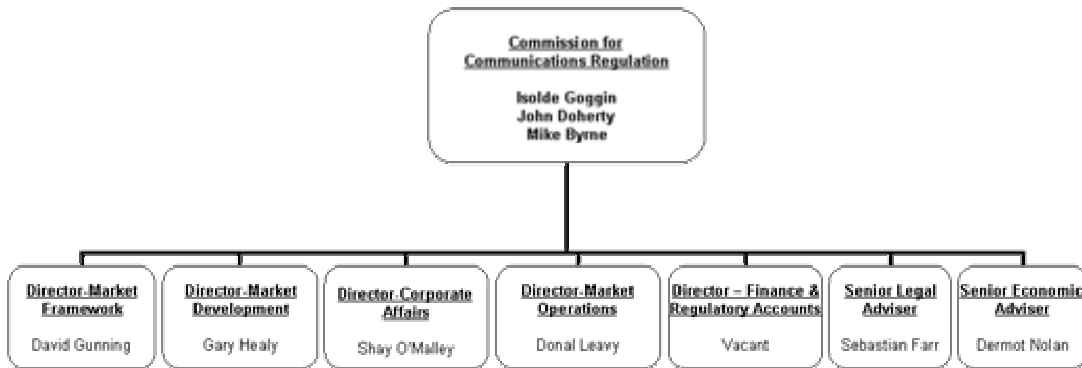 Commission for
Communications Regulation
Isolde Goggin
John Doherty
Mike Byrne
Director-Market
Framework
David Gunning
Director-Market
Development
Gary Healy
Director-Corporate
Affairs
Shay O'Malley
Director-Market
Operations
Donal Leavy
Director – Finance &
Regulatory Accounts
Vacant
Senior Legal
Adviser
Sebastian Farr
Senior Economic
Adviser
Dermot Nolan